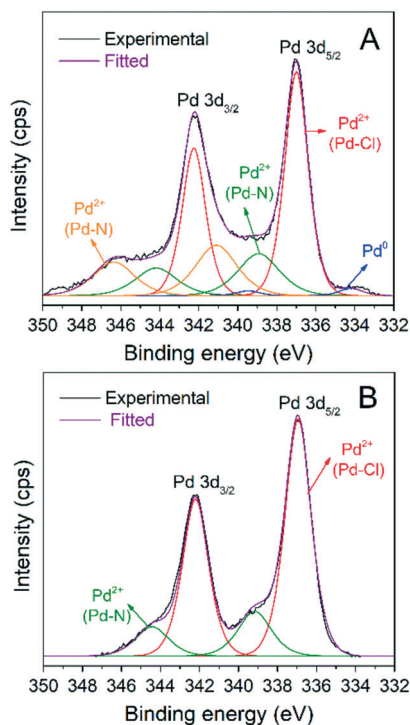 A
Experimental
Fitted
Pd 3d3/2
Pd 3d5/2
Pd²⁺
(Pd-Cl)
Pd²⁺
(Pd-N)
Pd²⁺
(Pd-N)
Pd⁰
Intensity (cps)
350 348 346 344 342 340 338 336 334 332
Binding energy (eV)
B
Experimental
Fitted
Pd 3d5/2
Pd 3d3/2
Pd²⁺
(Pd-Cl)
Pd²⁺
(Pd-N)
Intensity (cps)
350 348 346 344 342 340 338 336 334 332
Binding energy (eV)